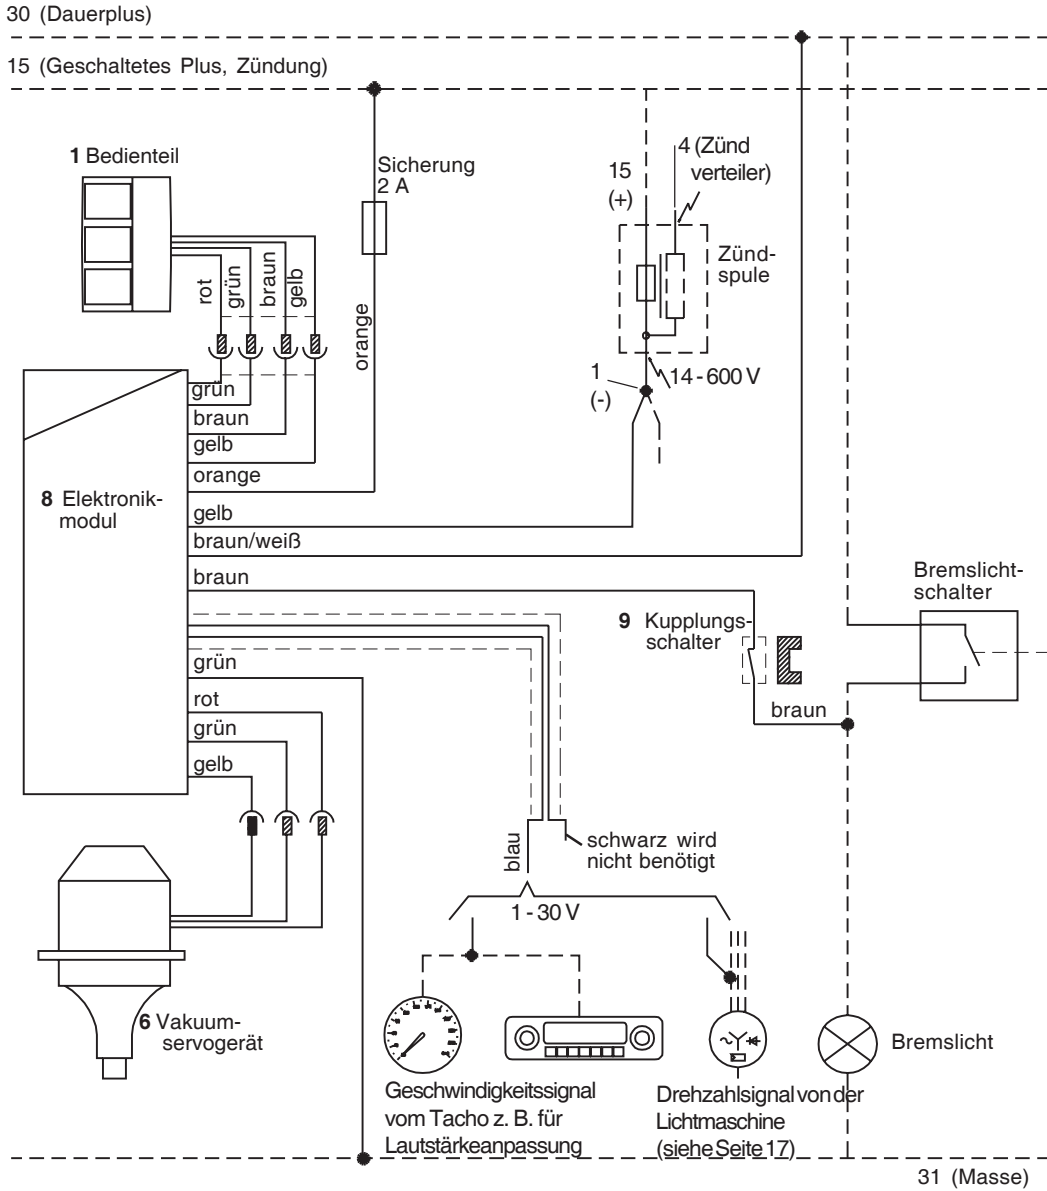 30 (Dauerplus)
15 (Geschaltetes Plus, Zündung)
1 Bedienteil
Sicherung
2 A
4 (Zünd
verteiler)
15
(+)
Zünd-
spule
rot
grün
braun
gelb
orange
14 - 600 V
1
(-)
grün
braun
gelb
orange
8 Elektronik-
modul
gelb
braun/weiß
braun
Bremslicht-
schalter
9 Kupplungs-
schalter
grün
rot
braun
grün
gelb
blau
schwarz wird
nicht benötigt
1 - 30 V
6 Vakuum-
servogerät
Bremslicht
Geschwindigkeitssignal
vom Tacho z. B. für
Lautstärkeanpassung
Drehzahlsignal von der
Lichtmaschine
(siehe Seite 17)
31 (Masse)